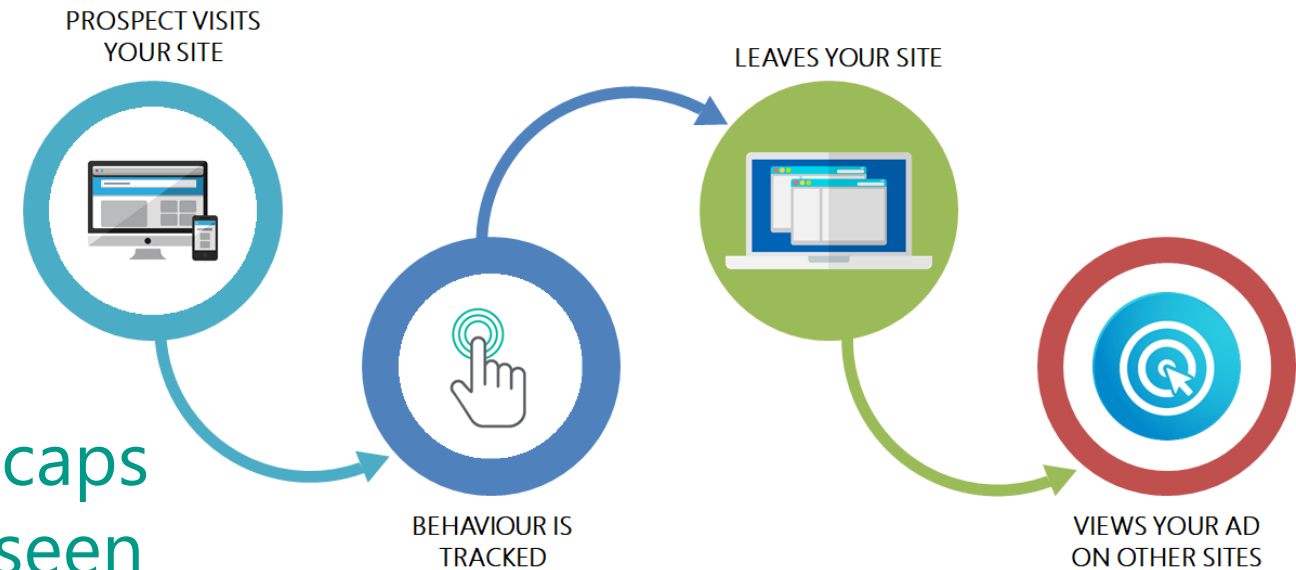 PROSPECT VISITS
YOUR SITE
LEAVES YOUR SITE
caps
seen
BEHAVIOUR IS
TRACKED
VIEWS YOUR AD
ON OTHER SITES